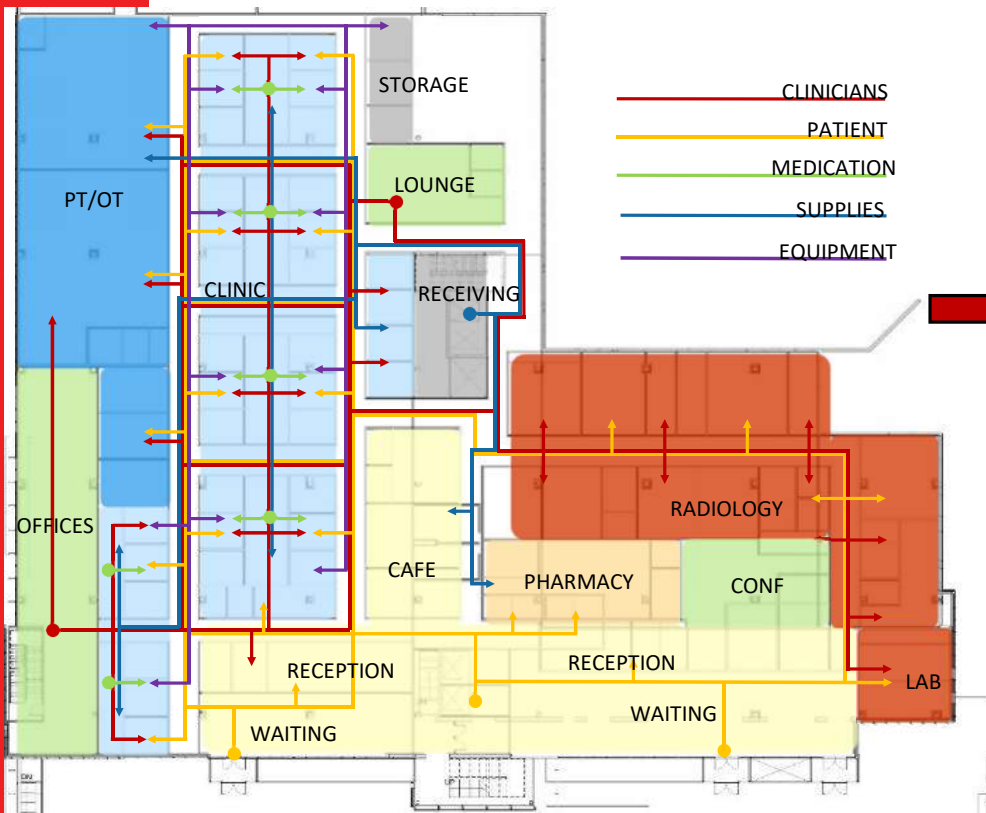 STORAGE
CLINICIANS
PATIENT
MEDICATION
SUPPLIES
EQUIPMENT
LOUNGE
PT/OT
CLINIC
RECEIVING
RADIOLOGY
OFFICES
CAFE
PHARMACY
CONF
RECEPTION
RECEPTION
LAB
WAITING
WAITING
DN